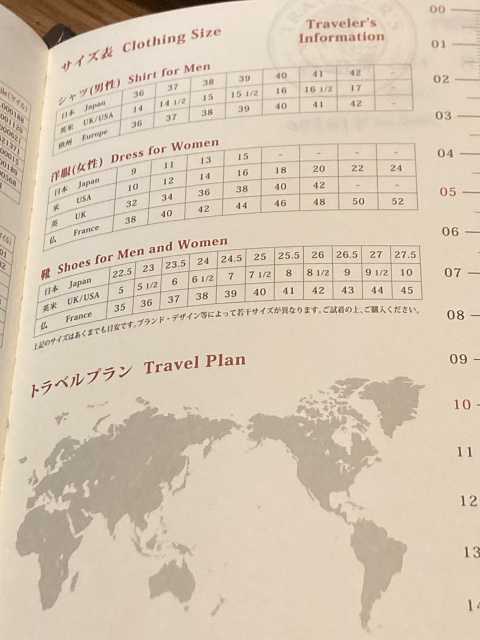 サイズ表 Clothing Size
Traveler's
Information
シャツ(男性) Shirt for Men
日本 Japan 36 37 38 39 40 41 42 -
英米 UK/USA 14 14 1/2 15 15 1/2 16 16 1/2 17 -
欧州 Europe 36 37 38 39 40 41 42 -
洋服(女性) Dress for Women
日本 Japan 9 11 13 15 - - - -
米 USA 10 12 14 16 18 20 22 24
英 UK 32 34 36 38 40 42 - -
仏 France 38 40 42 44 46 48 50 52
靴 Shoes for Men and Women
日本 Japan 22.5 23 23.5 24 24.5 25 25.5 26 26.5 27 27.5
英米 UK/USA 5 5 1/2 6 6 1/2 7 7 1/2 8 8 1/2 9 9 1/2 10
仏 France 35 36 37 38 39 40 41 42 43 44 45
上記のサイズはあくまでも目安です。ブランド・デザイン等によって若干サイズが異なります。ご試着の上、ご購入ください。
トラベルプラン Travel Plan
00
01
02
03
04
05
06
07
08
09
10
11
12
13